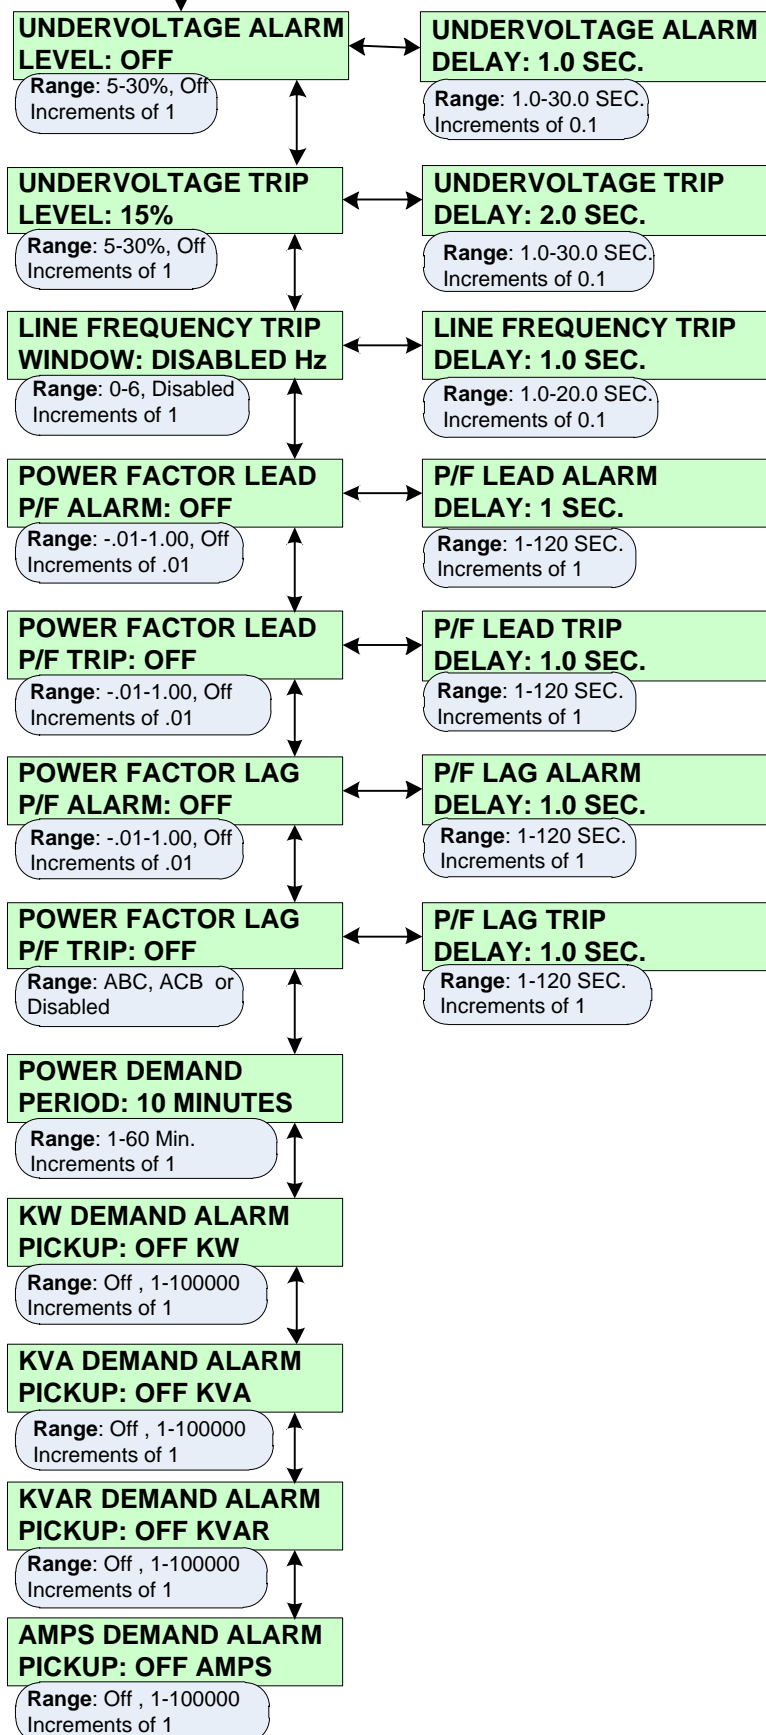 UNDERVOLTAGE ALARM
LEVEL: OFF
Range: 5-30%, Off
Increments of 1
UNDERVOLTAGE ALARM
DELAY: 1.0 SEC.
Range: 1.0-30.0 SEC.
Increments of 0.1
UNDERVOLTAGE TRIP
LEVEL: 15%
Range: 5-30%, Off
Increments of 1
UNDERVOLTAGE TRIP
DELAY: 2.0 SEC.
Range: 1.0-30.0 SEC.
Increments of 0.1
LINE FREQUENCY TRIP
WINDOW: DISABLED Hz
Range: 0-6, Disabled
Increments of 1
LINE FREQUENCY TRIP
DELAY: 1.0 SEC.
Range: 1.0-20.0 SEC.
Increments of 0.1
POWER FACTOR LEAD
P/F ALARM: OFF
Range: -.01-1.00, Off
Increments of .01
P/F LEAD ALARM
DELAY: 1 SEC.
Range: 1-120 SEC.
Increments of 1
POWER FACTOR LEAD
P/F TRIP: OFF
Range: -.01-1.00, Off
Increments of .01
P/F LEAD TRIP
DELAY: 1.0 SEC.
Range: 1-120 SEC.
Increments of 1
POWER FACTOR LAG
P/F ALARM: OFF
Range: -.01-1.00, Off
Increments of .01
P/F LAG ALARM
DELAY: 1.0 SEC.
Range: 1-120 SEC.
Increments of 1
POWER FACTOR LAG
P/F TRIP: OFF
Range: ABC, ACB or
Disabled
P/F LAG TRIP
DELAY: 1.0 SEC.
Range: 1-120 SEC.
Increments of 1
POWER DEMAND
PERIOD: 10 MINUTES
Range: 1-60 Min.
Increments of 1
KW DEMAND ALARM
PICKUP: OFF KW
Range: Off , 1-100000
Increments of 1
KVA DEMAND ALARM
PICKUP: OFF KVA
Range: Off , 1-100000
Increments of 1
KVAR DEMAND ALARM
PICKUP: OFF KVAR
Range: Off , 1-100000
Increments of 1
AMPS DEMAND ALARM
PICKUP: OFF AMPS
Range: Off , 1-100000
Increments of 1